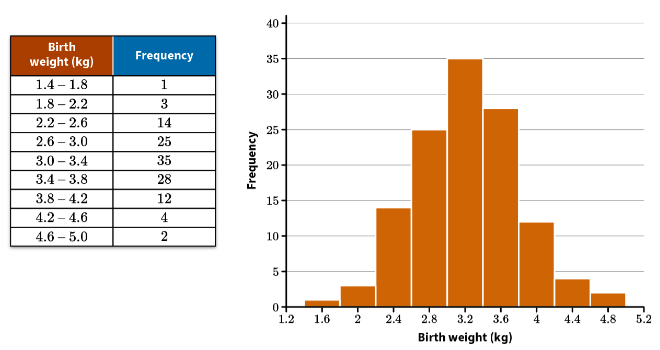 Birth
weight (kg)
Frequency
1.4 – 1.8
1
1.8 – 2.2
3
2.2 – 2.6
14
2.6 – 3.0
25
3.0 – 3.4
35
3.4 – 3.8
28
3.8 – 4.2
12
4.2 – 4.6
4
4.6 – 5.0
2
Frequency
40
35
30
25
20
15
10
5
0
1.2 1.6 2 2.4 2.8 3.2 3.6 4 4.4 4.8 5.2
Birth weight (kg)